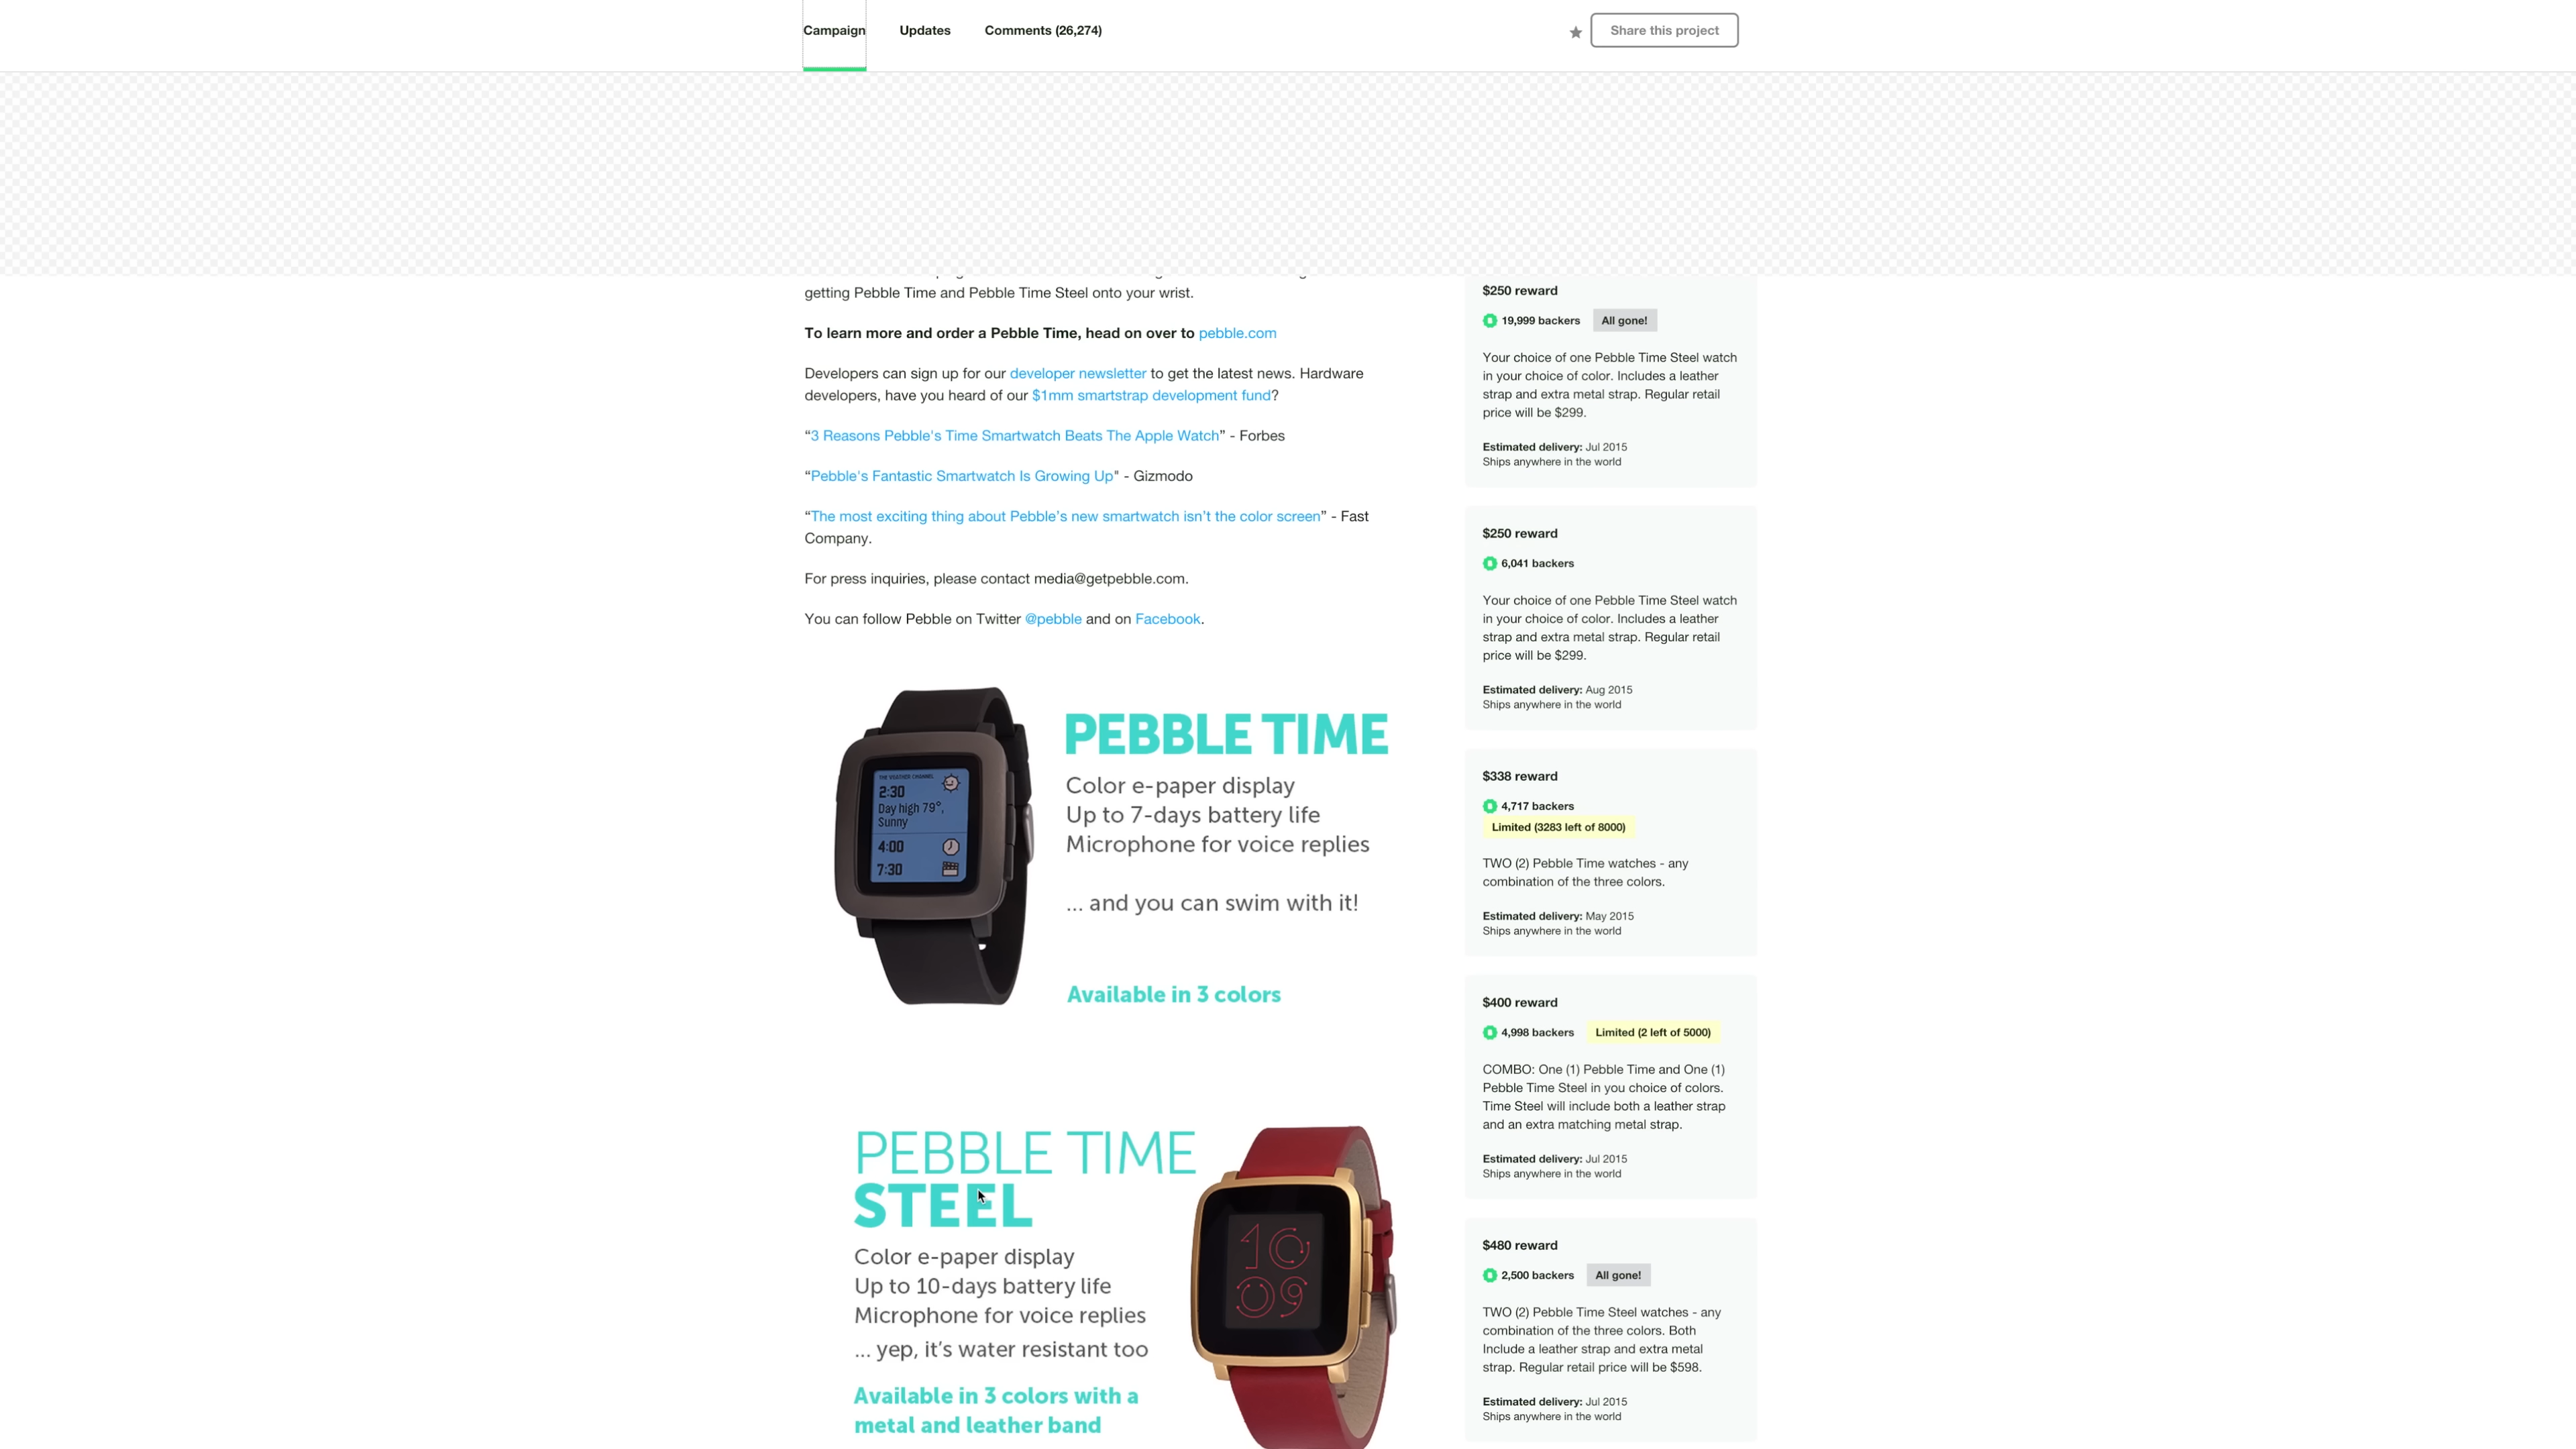 Campaign
Updates
Comments (26,274)
Share this project
getting Pebble Time and Pebble Time Steel onto your wrist.
To learn more and order a Pebble Time, head on over to pebble.com
Developers can sign up for our developer newsletter to get the latest news. Hardware
developers, have you heard of our $1mm smartstrap development fund?
“3 Reasons Pebble's Time Smartwatch Beats The Apple Watch” - Forbes
“Pebble's Fantastic Smartwatch Is Growing Up" - Gizmodo
“The most exciting thing about Pebble’s new smartwatch isn’t the color screen” - Fast
Company.
For press inquiries, please contact media@getpebble.com.
You can follow Pebble on Twitter @pebble and on Facebook.
THE WEATHER CHANNEL
2:30
Day high 79°,
Sunny
4:00
7:30
PEBBLE TIME
Color e-paper display
Up to 7-days battery life
Microphone for voice replies
... and you can swim with it!
Available in 3 colors
PEBBLE TIME
STEEL
Color e-paper display
Up to 10-days battery life
Microphone for voice replies
... yep, it’s water resistant too
Available in 3 colors with a
metal and leather band
10
09
$250 reward
19,999 backers All gone!
Your choice of one Pebble Time Steel watch
in your choice of color. Includes a leather
strap and extra metal strap. Regular retail
price will be $299.
Estimated delivery: Jul 2015
Ships anywhere in the world
$250 reward
6,041 backers
Your choice of one Pebble Time Steel watch
in your choice of color. Includes a leather
strap and extra metal strap. Regular retail
price will be $299.
Estimated delivery: Aug 2015
Ships anywhere in the world
$338 reward
4,717 backers
Limited (3283 left of 8000)
TWO (2) Pebble Time watches - any
combination of the three colors.
Estimated delivery: May 2015
Ships anywhere in the world
$400 reward
4,998 backers Limited (2 left of 5000)
COMBO: One (1) Pebble Time and One (1)
Pebble Time Steel in you choice of colors.
Time Steel will include both a leather strap
and an extra matching metal strap.
Estimated delivery: Jul 2015
Ships anywhere in the world
$480 reward
2,500 backers All gone!
TWO (2) Pebble Time Steel watches - any
combination of the three colors. Both
Include a leather strap and extra metal
strap. Regular retail price will be $598.
Estimated delivery: Jul 2015
Ships anywhere in the world